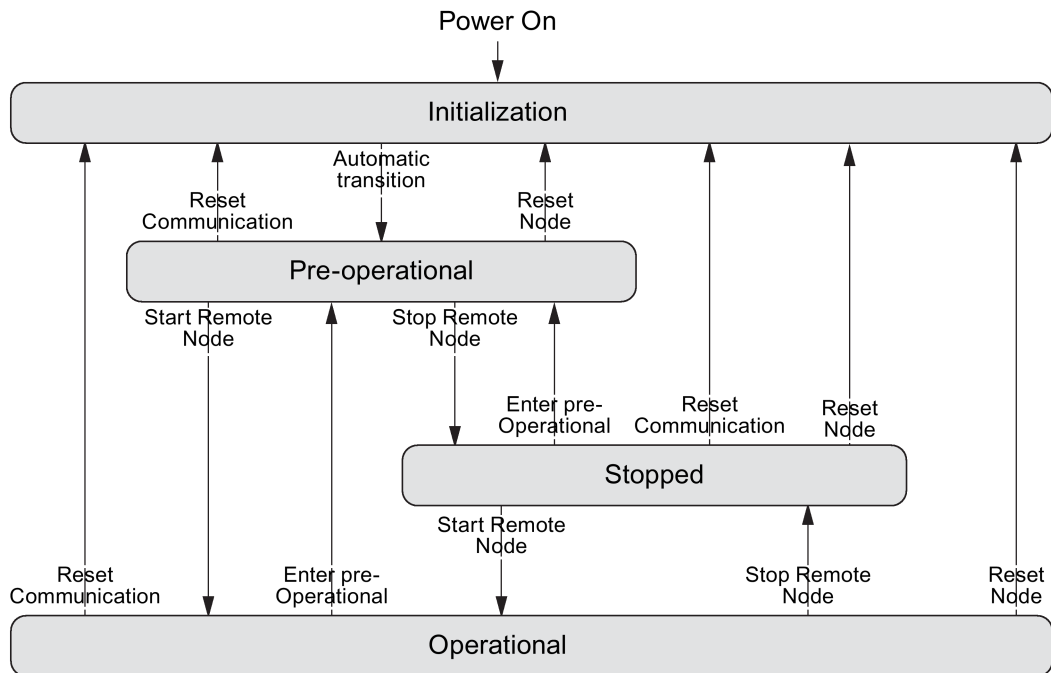 Power On
Initialization
Automatic
transition
Reset
Communication
Reset
Node
Pre-operational
Start Remote
Node
Stop Remote
Node
Enter pre-
Operational
Reset
Communication
Reset
Node
Stopped
Start Remote
Node
Reset
Communication
Enter pre-
Operational
Stop Remote
Node
Reset
Node
Operational